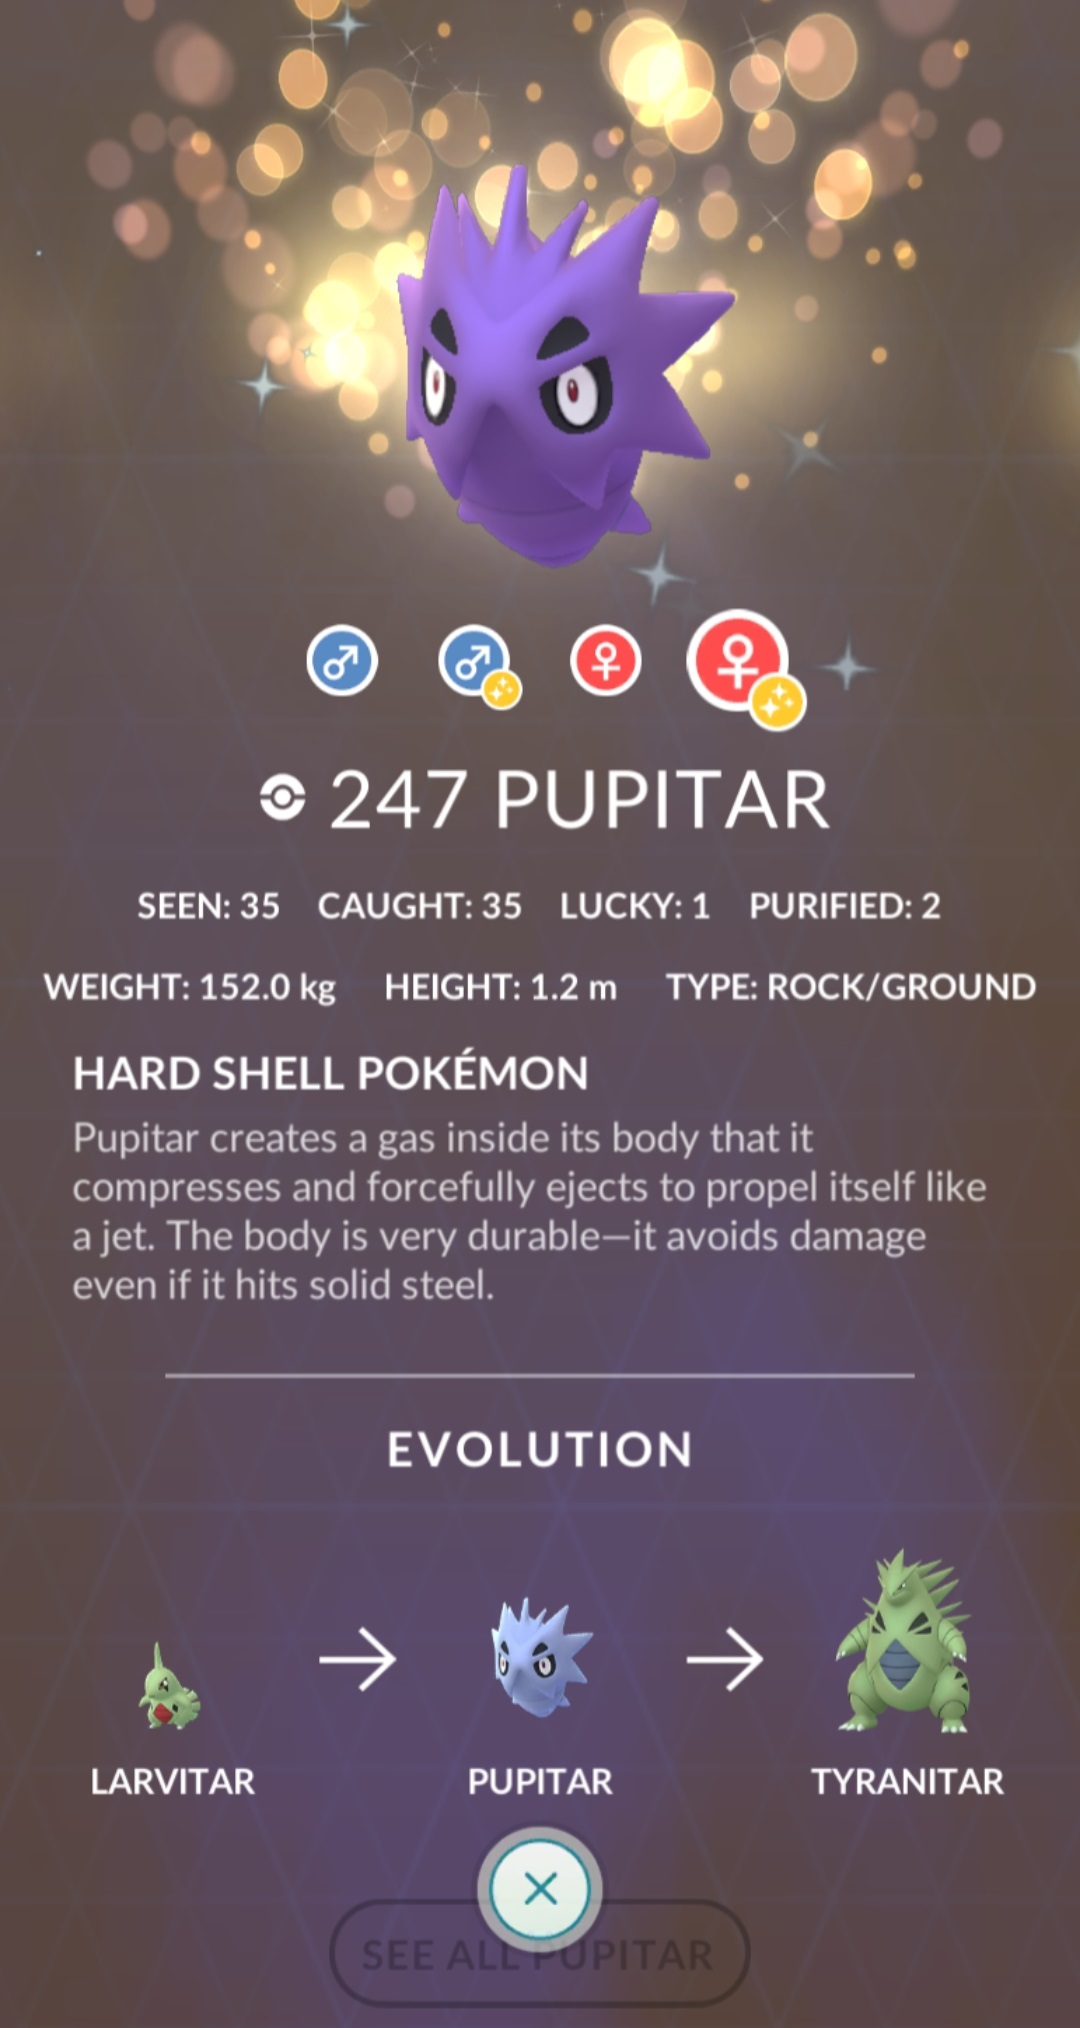 247 PUPITAR
SEEN: 35 CAUGHT: 35 LUCKY: 1 PURIFIED: 2
WEIGHT: 152.0 kg HEIGHT: 1.2 m TYPE: ROCK/GROUND
HARD SHELL POKÉMON
Pupitar creates a gas inside its body that it
compresses and forcefully ejects to propel itself like
a jet. The body is very durable—it avoids damage
even if it hits solid steel.
EVOLUTION
LARVITAR PUPITAR TYRANITAR
SEE ALL PUPITAR